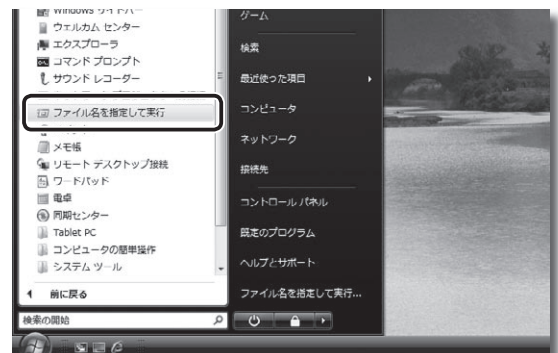 Windows サイドバー
ウェルカム センター
エクスプローラ
コマンド プロンプト
サウンド レコーダー
ファイル名を指定して実行
メモ帳
リモート デスクトップ接続
ワードパッド
電卓
同期センター
Tablet PC
コンピュータの簡単操作
システム ツール
前に戻る
検索の開始
ゲーム
検索
最近使った項目
コンピュータ
ネットワーク
接続先
コントロール パネル
既定のプログラム
ヘルプとサポート
ファイル名を指定して実行...